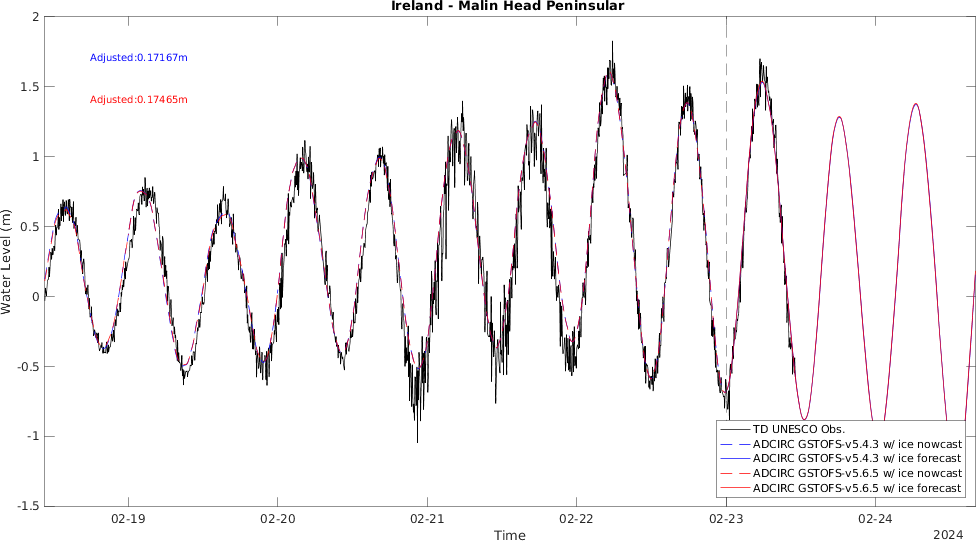 Ireland - Malin Head Peninsular
Adjusted:0.17167m
Adjusted:0.17465m
Water Level (m)
2
1.5
1
0.5
0
-0.5
-1
-1.5
TD UNESCO Obs.
ADCIRC GSTOFS-v5.4.3 w/ ice nowcast
ADCIRC GSTOFS-v5.4.3 w/ ice forecast
ADCIRC GSTOFS-v5.6.5 w/ ice nowcast
ADCIRC GSTOFS-v5.6.5 w/ ice forecast
02-19 02-20 02-21 02-22 02-23 02-24
Time
2024